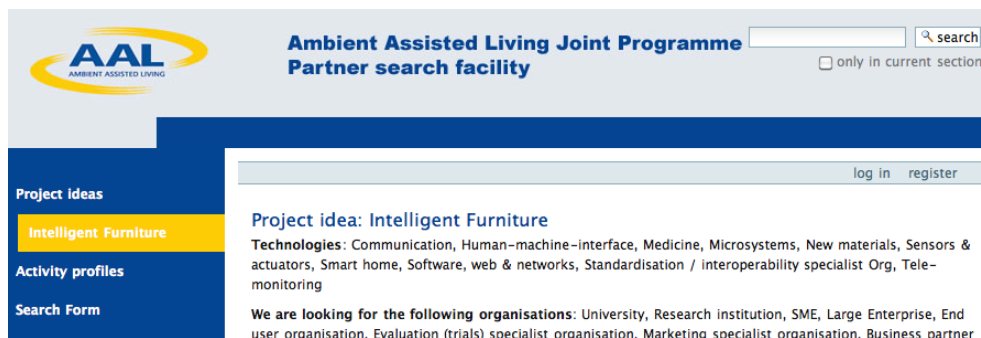 AAL
AMBIENT ASSISTED LIVING
Ambient Assisted Living Joint Programme
Partner search facility
search
only in current section
log in register
Project ideas
Intelligent Furniture
Activity profiles
Search Form
Project idea: Intelligent Furniture
Technologies: Communication, Human-machine-interface, Medicine, Microsystems, New materials, Sensors &
actuators, Smart home, Software, web & networks, Standardisation / interoperability specialist Org, Tele-
monitoring
We are looking for the following organisations: University, Research institution, SME, Large Enterprise, End
user organisation, Evaluation (trials) specialist organisation, Marketing specialist organisation, Business partner